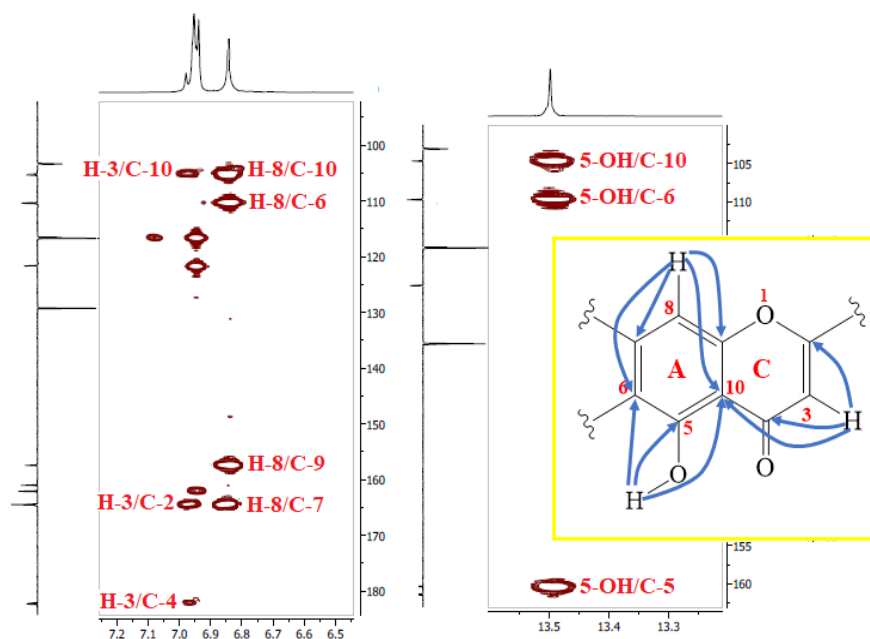 100
H-3/C-10
H-8/C-10
H-8/C-6
110
120
130
140
150
H-8/C-9
160
H-3/C-2
H-8/C-7
170
H-3/C-4
180
7.2 7.1 7.0 6.9 6.8 6.7 6.6 6.5
5-OH/C-10
105
5-OH/C-6
110
H
1
8
O
A
C
6
10
3
H
5
O
O
H
155
5-OH/C-5
160
13.5 13.4 13.3